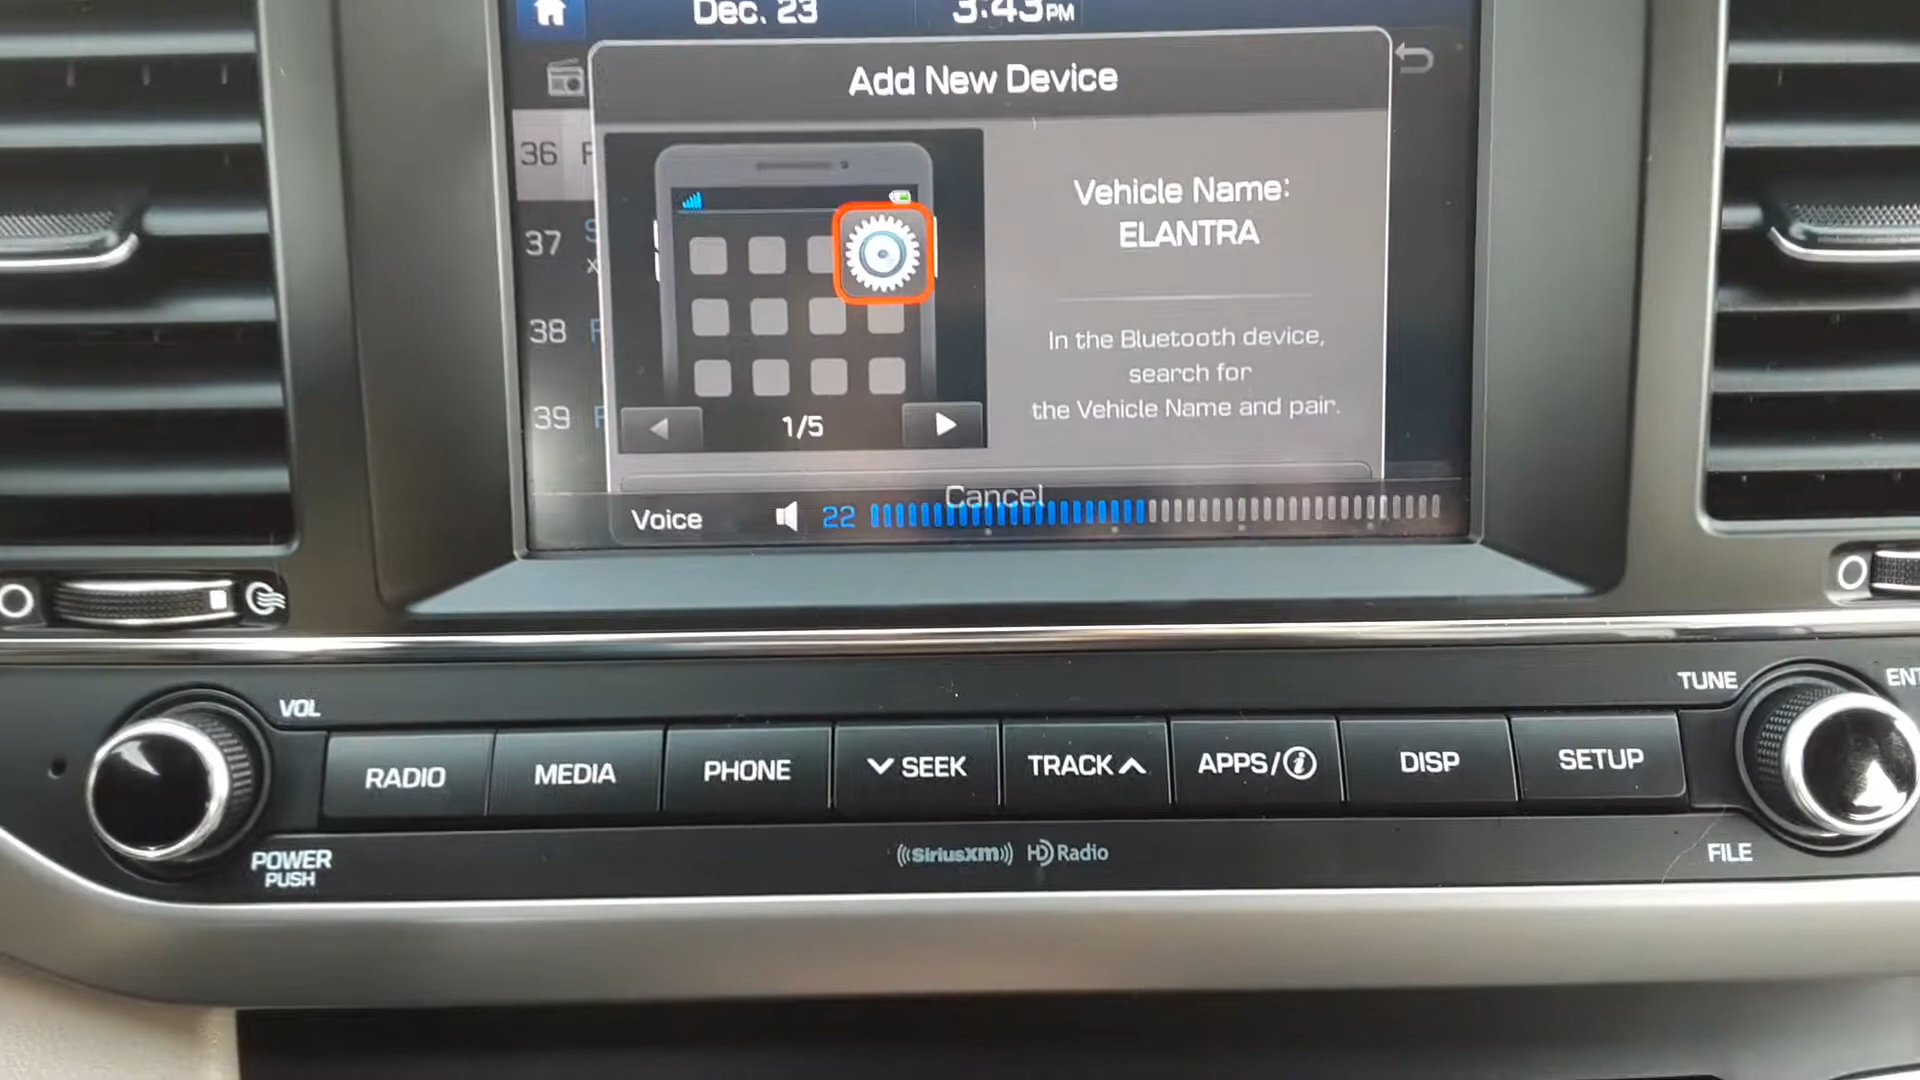 Dec. 23
3:43PM
Add New Device
36
37
38
39
Vehicle Name:
ELANTRA
In the Bluetooth device,
search for
the Vehicle Name and pair.
1/5
Cancel
Voice
22
VOL
TUNE
RADIO
MEDIA
PHONE
SEEK
TRACK
APPS/i
DISP
SETUP
POWER
PUSH
((SiriusXM))
HD Radio
FILE